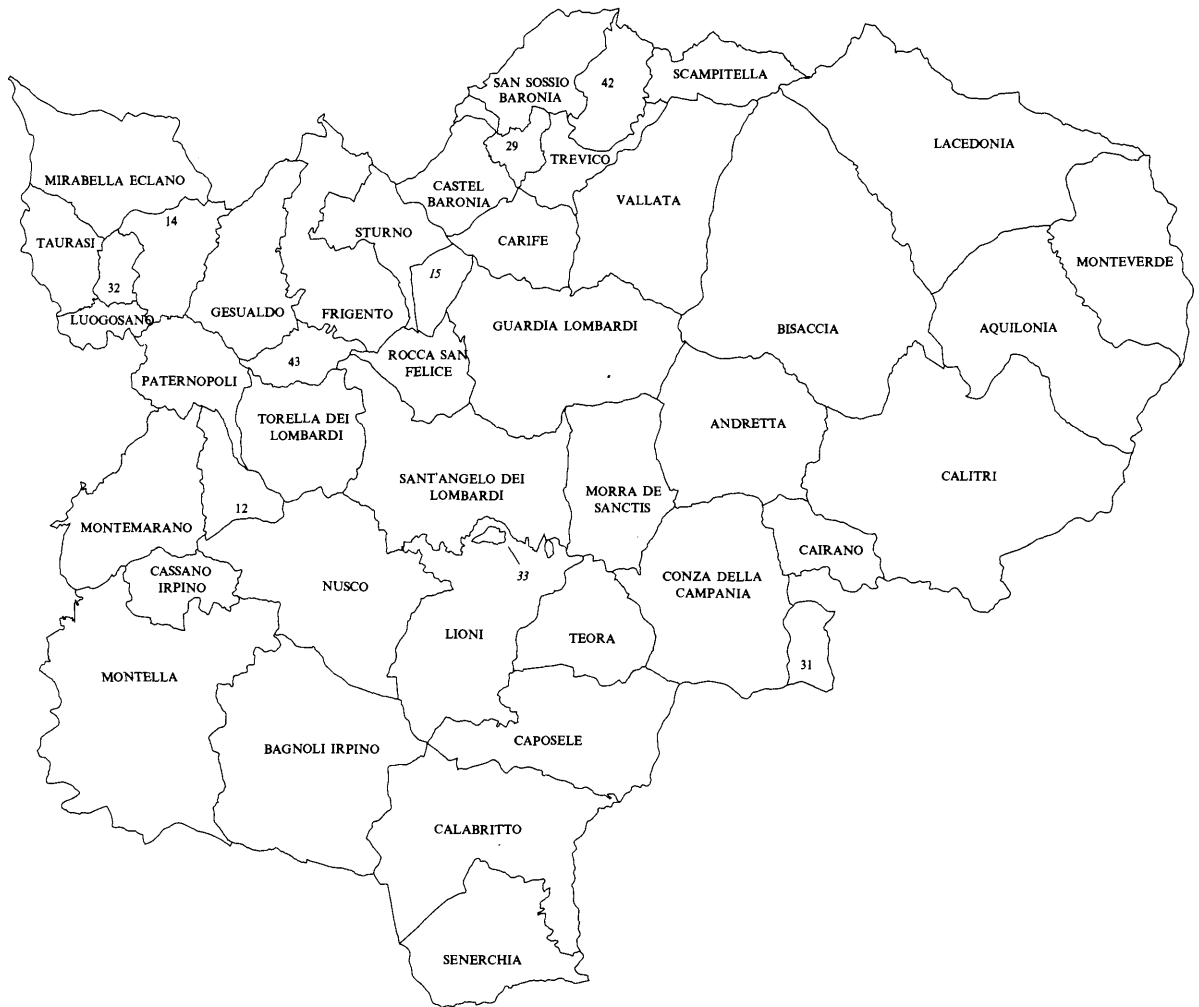 SAN SOSSIO
BARONIA
42
SCAMPITELLA
LACEDONIA
MIRABELLA ECLANO
29
TREVICO
CASTEL
BARONIA
VALLATA
14
TAURASI
STURNO
CARIFE
MONTEVERDE
32
15
LUOGOSANO
GESUALDO
FRIGENTO
GUARDIA LOMBARDI
BISACCIA
AQUILONIA
43
ROCCA SAN
FELICE
PATERNOPOLI
TORELLA DEI
LOMBARDI
ANDRETTA
SANT'ANGELO DEI
LOMBARDI
MORRA DE
SANCTIS
CALITRI
12
MONTEMARANO
CAIRANO
CASSANO
IRPINO
NUSCO
33
CONZA DELLA
CAMPANIA
LIONI
TEORA
31
MONTELLA
BAGNOLI IRPINO
CAPOSELE
CALABRITTO
SENERCHIA